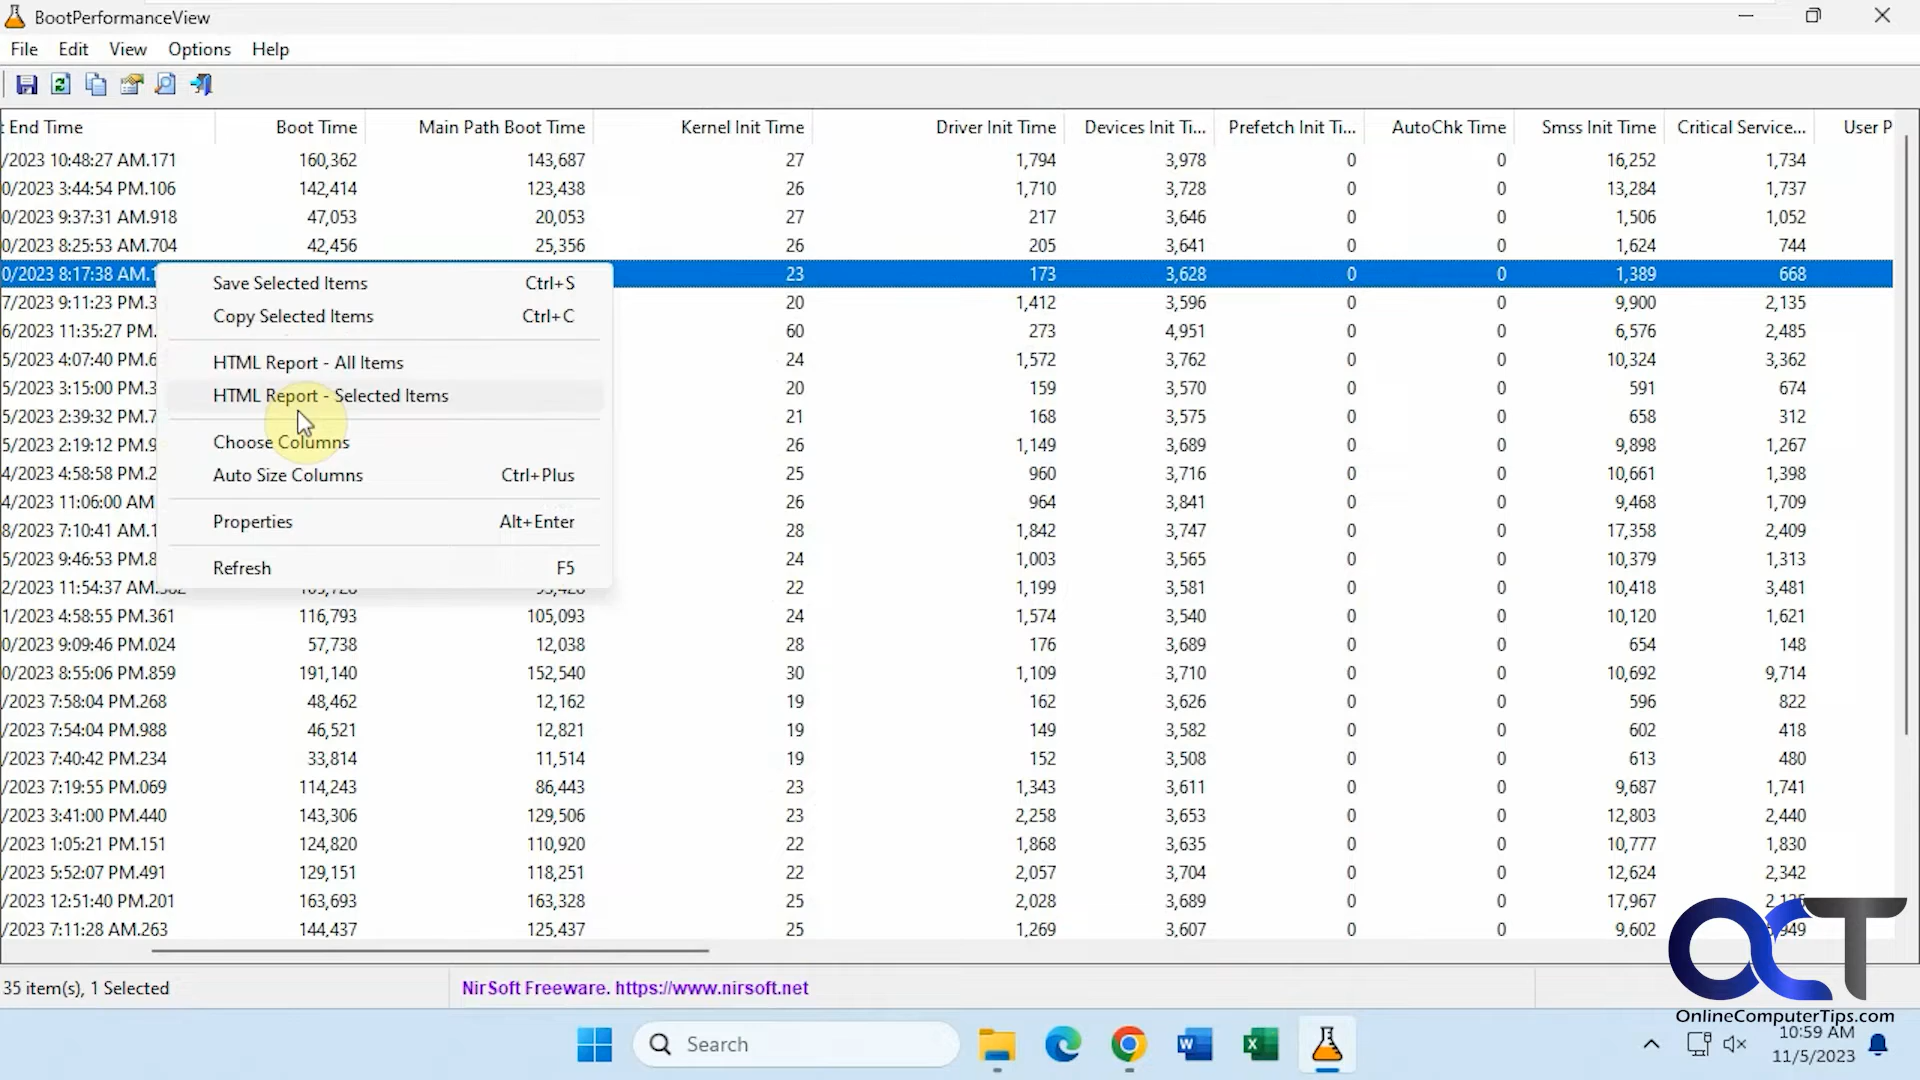 BootPerformanceView
File Edit View Options Help
t End Time Boot Time Main Path Boot Time Kernel Init Time Driver Init Time Devices Init Ti... Prefetch Init Ti... AutoChk Time Smss Init Time Critical Service... User P
/2023 10:48:27 AM.171 160,362 143,687 27 1,794 3,978 0 0 16,252 1,734
0/2023 3:44:54 PM.106 142,414 123,438 26 1,710 3,728 0 0 13,284 1,737
0/2023 9:37:31 AM.918 47,053 20,053 27 217 3,646 0 0 1,506 1,052
0/2023 8:25:53 AM.704 42,456 25,356 26 205 3,641 0 0 1,624 744
0/2023 8:17:38 AM.1 23 173 3,628 0 0 1,389 668
7/2023 9:11:23 PM.3 20 1,412 3,596 0 0 9,900 2,135
6/2023 11:35:27 PM. 60 273 4,951 0 0 6,576 2,485
5/2023 4:07:40 PM.6 24 1,572 3,762 0 0 10,324 3,362
5/2023 3:15:00 PM.3 20 159 3,570 0 0 591 674
5/2023 2:39:32 PM.7 21 168 3,575 0 0 658 312
5/2023 2:19:12 PM.9 26 1,149 3,689 0 0 9,898 1,267
4/2023 4:58:58 PM.2 25 960 3,716 0 0 10,661 1,398
4/2023 11:06:00 AM 26 964 3,841 0 0 9,468 1,709
8/2023 7:10:41 AM.1 28 1,842 3,747 0 0 17,358 2,409
5/2023 9:46:53 PM.8 24 1,003 3,565 0 0 10,379 1,313
2/2023 11:54:37 AM. 22 1,199 3,581 0 0 10,418 3,481
1/2023 4:58:55 PM.361 116,793 105,093 24 1,574 3,540 0 0 10,120 1,621
0/2023 9:09:46 PM.024 57,738 12,038 28 176 3,689 0 0 654 148
0/2023 8:55:06 PM.859 191,140 152,540 30 1,109 3,710 0 0 10,692 9,714
/2023 7:58:04 PM.268 48,462 12,162 19 162 3,626 0 0 596 822
/2023 7:54:04 PM.988 46,521 12,821 19 149 3,582 0 0 602 418
/2023 7:40:42 PM.234 33,814 11,514 19 152 3,508 0 0 613 480
/2023 7:19:55 PM.069 114,243 86,443 23 1,343 3,611 0 0 9,687 1,741
/2023 3:41:00 PM.440 143,306 129,506 23 2,258 3,653 0 0 12,803 2,440
/2023 1:05:21 PM.151 124,820 110,920 22 1,868 3,635 0 0 10,777 1,830
/2023 5:52:07 PM.491 129,151 118,251 22 2,057 3,704 0 0 12,624 2,342
/2023 12:51:40 PM.201 163,693 163,328 25 2,028 3,689 0 0 17,967
/2023 7:11:28 AM.263 144,437 125,437 25 1,269 3,607 0 0 9,602
Save Selected Items Ctrl+S
Copy Selected Items Ctrl+C
HTML Report - All Items
HTML Report - Selected Items
Choose Columns
Auto Size Columns Ctrl+Plus
Properties Alt+Enter
Refresh F5
35 item(s), 1 Selected
NirSoft Freeware. https://www.nirsoft.net
OCT
OnlineComputerTips.com
Search
10:59 AM
11/5/2023